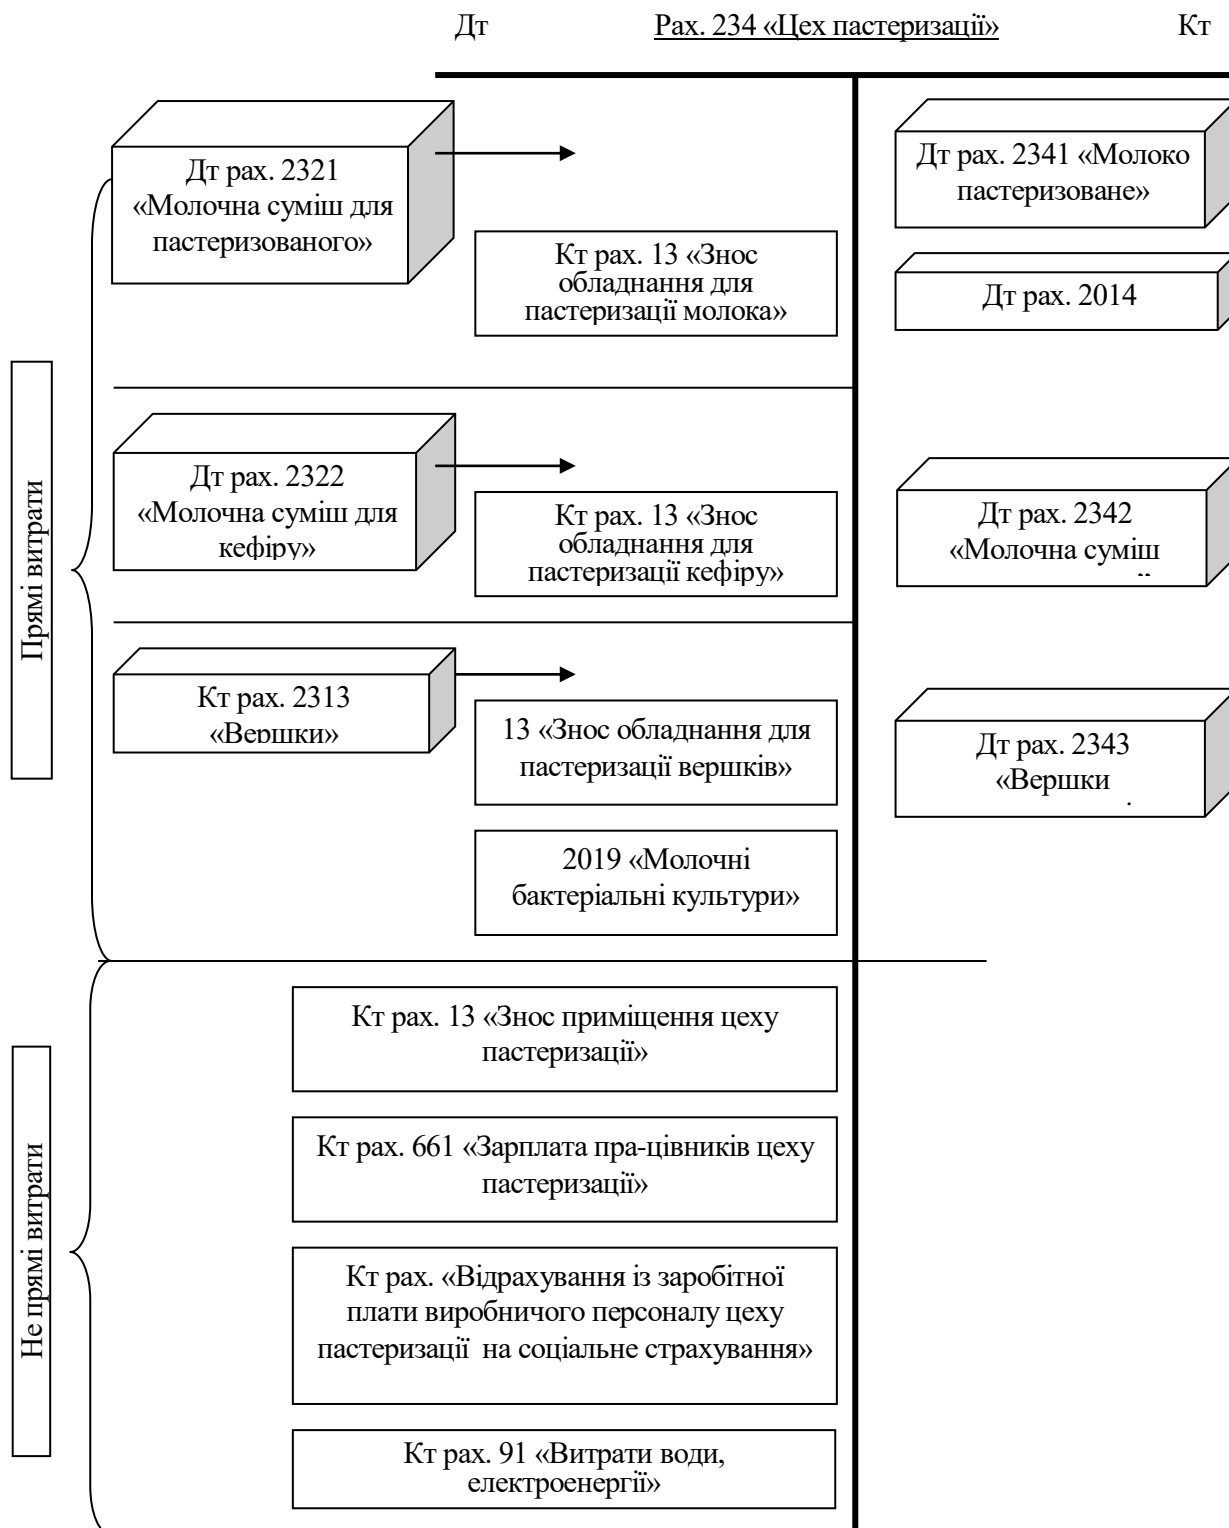 Дт Рах. 234 «Цех пастеризації» Кт
Дт рах. 2321
«Молочна суміш для
пастеризованого»
Кт рах. 13 «Знос
обладнання для
пастеризації молока»
Дт рах. 2341 «Молоко
пастеризоване»
Дт рах. 2014
Прямі витрати
Дт рах. 2322
«Молочна суміш для
кефіру»
Кт рах. 13 «Знос
обладнання для
пастеризації кефіру»
Дт рах. 2342
«Молочна суміш
Кт рах. 2313
«Вершки»
13 «Знос обладнання для
пастеризації вершків»
Дт рах. 2343
«Вершки
2019 «Молочні
бактеріальні культури»
Не прямі витрати
Кт рах. 13 «Знос приміщення цеху
пастеризації»
Кт рах. 661 «Зарплата пра-цівників цеху
пастеризації»
Кт рах. «Відрахування із заробітної
плати виробничого персоналу цеху
пастеризації на соціальне страхування»
Кт рах. 91 «Витрати води,
електроенергії»